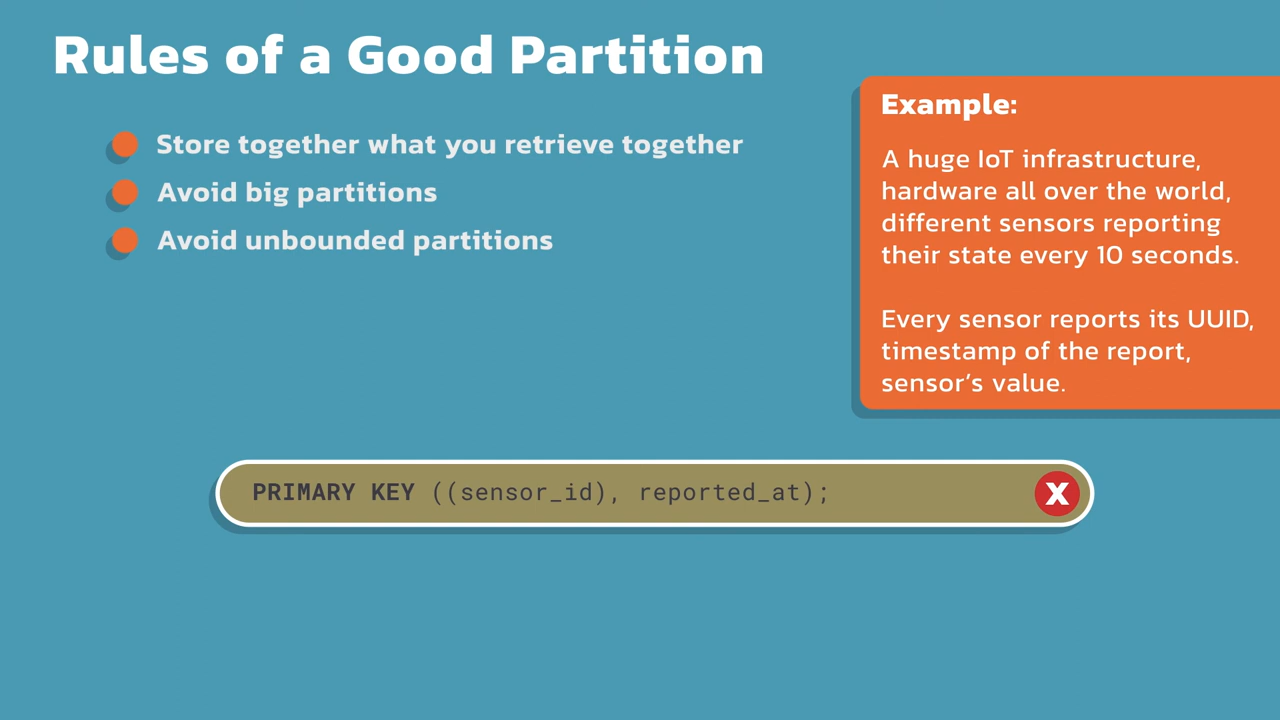 Rules of a Good Partition
Store together what you retrieve together
Avoid big partitions
Avoid unbounded partitions
Example:
A huge IoT infrastructure,
hardware all over the world,
different sensors reporting
their state every 10 seconds.
Every sensor reports its UUID,
timestamp of the report,
sensor's value.
PRIMARY KEY ((sensor_id), reported_at);
X